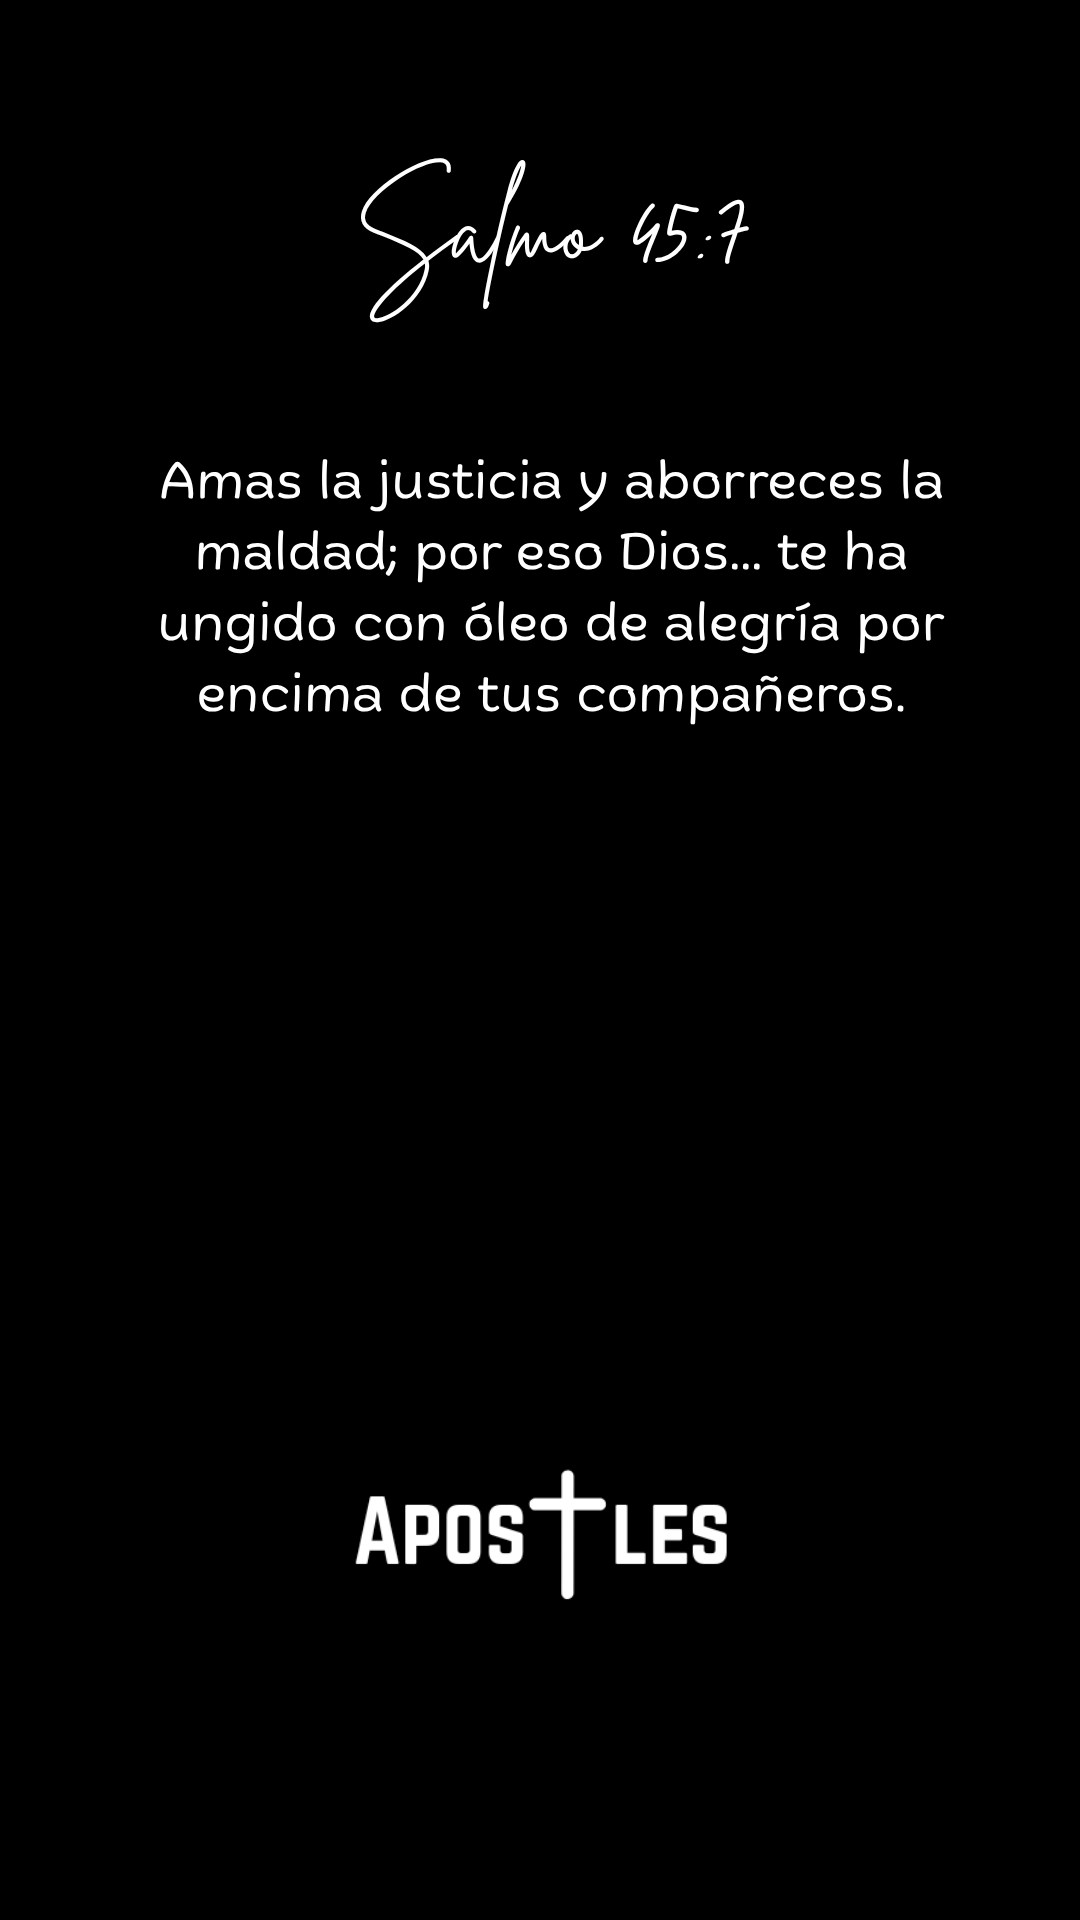 Salmo 45:7
Amas la justicia y aborreces la
maldad; por eso Dios... te ha
ungido con óleo de alegría por
encima de tus compañeros.
APOSTLES